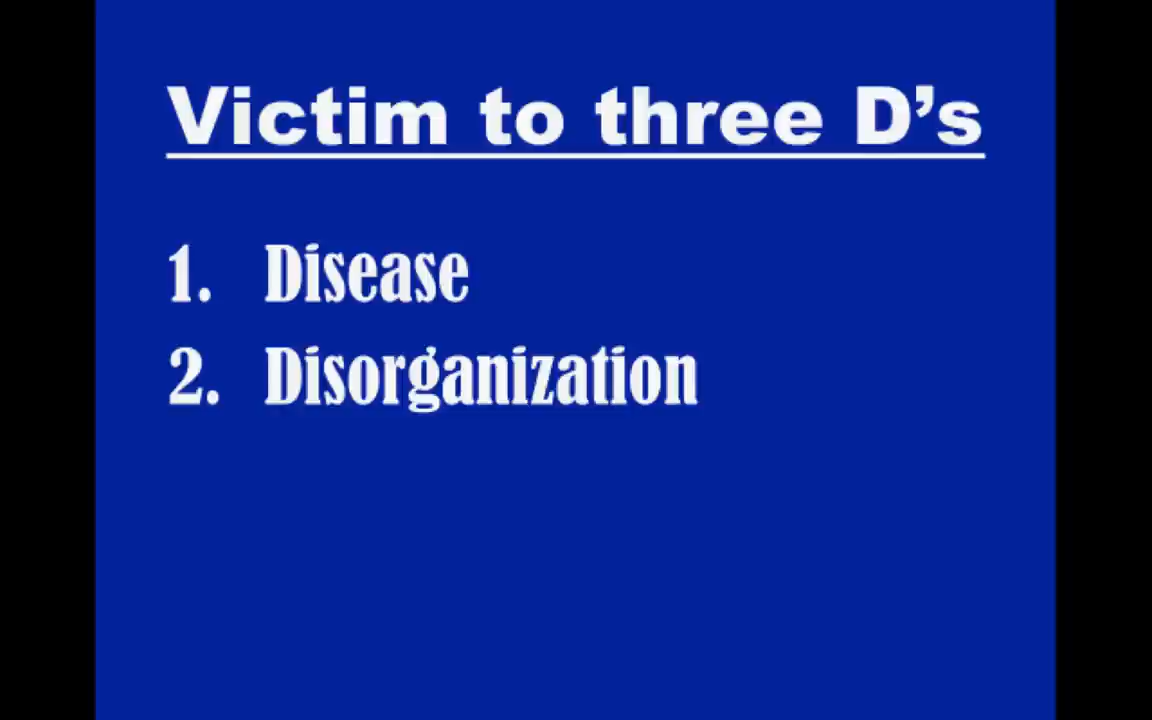 Victim to three D’s
1. Disease
2. Disorganization